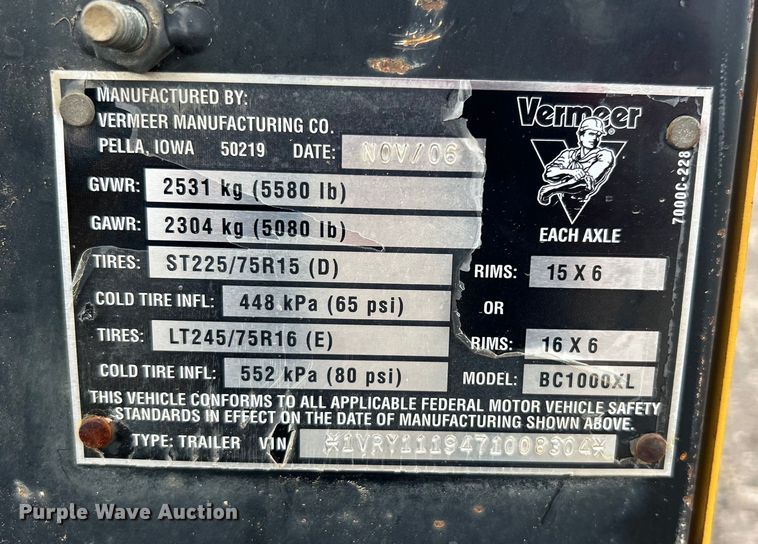 MANUFACTURED BY:
VERMEER MANUFACTURING CO.
PELLA, IOWA 50219 DATE: NOV/06
Vermeer ®
7000C-228
GVWR: 2531 kg (5580 lb)
GAWR: 2304 kg (5080 lb) EACH AXLE
TIRES: ST225/75R15 (D) RIMS: 15 X 6
COLD TIRE INFL: 448 kPa (65 psi) OR
TIRES: LT245/75R16 (E) RIMS: 16 X 6
COLD TIRE INFL: 552 kPa (80 psi) MODEL: BC1000XL
THIS VEHICLE CONFORMS TO ALL APPLICABLE FEDERAL MOTOR VEHICLE SAFETY
STANDARDS IN EFFECT ON THE DATE OF MANUFACTURING SHOWN ABOVE.
TYPE: TRAILER VIN *1VRY1119471008304*
Purple Wave Auction